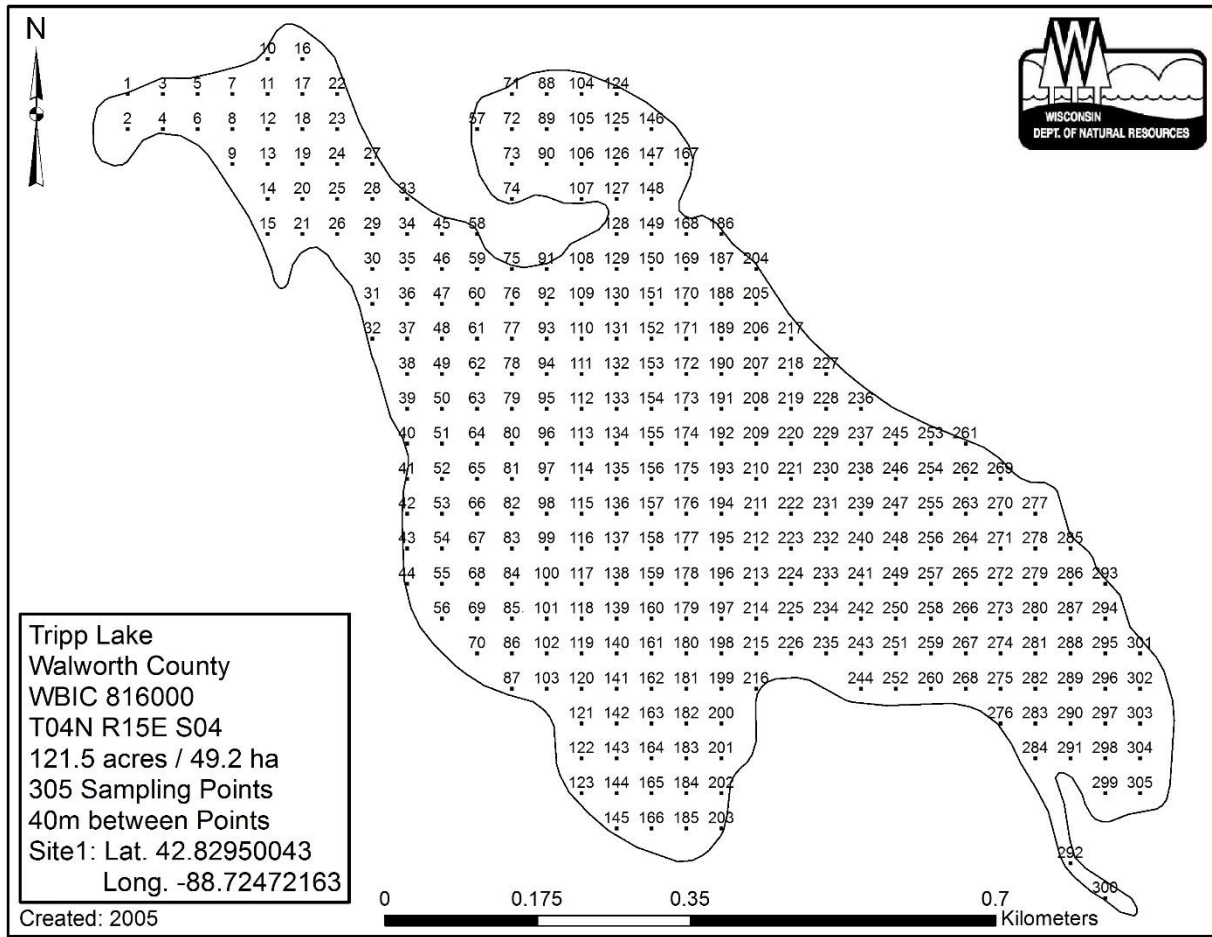 N
10 16
1 3 5 7 11 17 22 71 88 104 124
2 4 6 8 12 18 23 57 72 89 105 125 146
9 13 19 24 27 73 90 106 126 147 167
14 20 25 28 33 74 107 127 148
15 21 26 29 34 45 58 128 149 168 186
30 35 46 59 75 91 108 129 150 169 187 204
31 36 47 60 76 92 109 130 151 170 188 205
32 37 48 61 77 93 110 131 152 171 189 206 217
38 49 62 78 94 111 132 153 172 190 207 218 227
39 50 63 79 95 112 133 154 173 191 208 219 228 236
40 51 64 80 96 113 134 155 174 192 209 220 229 237 245 253 261
41 52 65 81 97 114 135 156 175 193 210 221 230 238 246 254 262 269
42 53 66 82 98 115 136 157 176 194 211 222 231 239 247 255 263 270 277
43 54 67 83 99 116 137 158 177 195 212 223 232 240 248 256 264 271 278 285
44 55 68 84 100 117 138 159 178 196 213 224 233 241 249 257 265 272 279 286 293
56 69 85 101 118 139 160 179 197 214 225 234 242 250 258 266 273 280 287 294
70 86 102 119 140 161 180 198 215 226 235 243 251 259 267 274 281 288 295 301
87 103 120 141 162 181 199 216 244 252 260 268 275 282 289 296 302
121 142 163 182 200 276 283 290 297 303
122 143 164 183 201 284 291 298 304
123 144 165 184 202 299 305
145 166 185 203
292
300
W
WISCONSIN
DEPT. OF NATURAL RESOURCES
Tripp Lake
Walworth County
WBIC 816000
T04N R15E S04
121.5 acres / 49.2 ha
305 Sampling Points
40m between Points
Site1: Lat. 42.82950043
Long. -88.72472163
Created: 2005
0 0.175 0.35 0.7
Kilometers